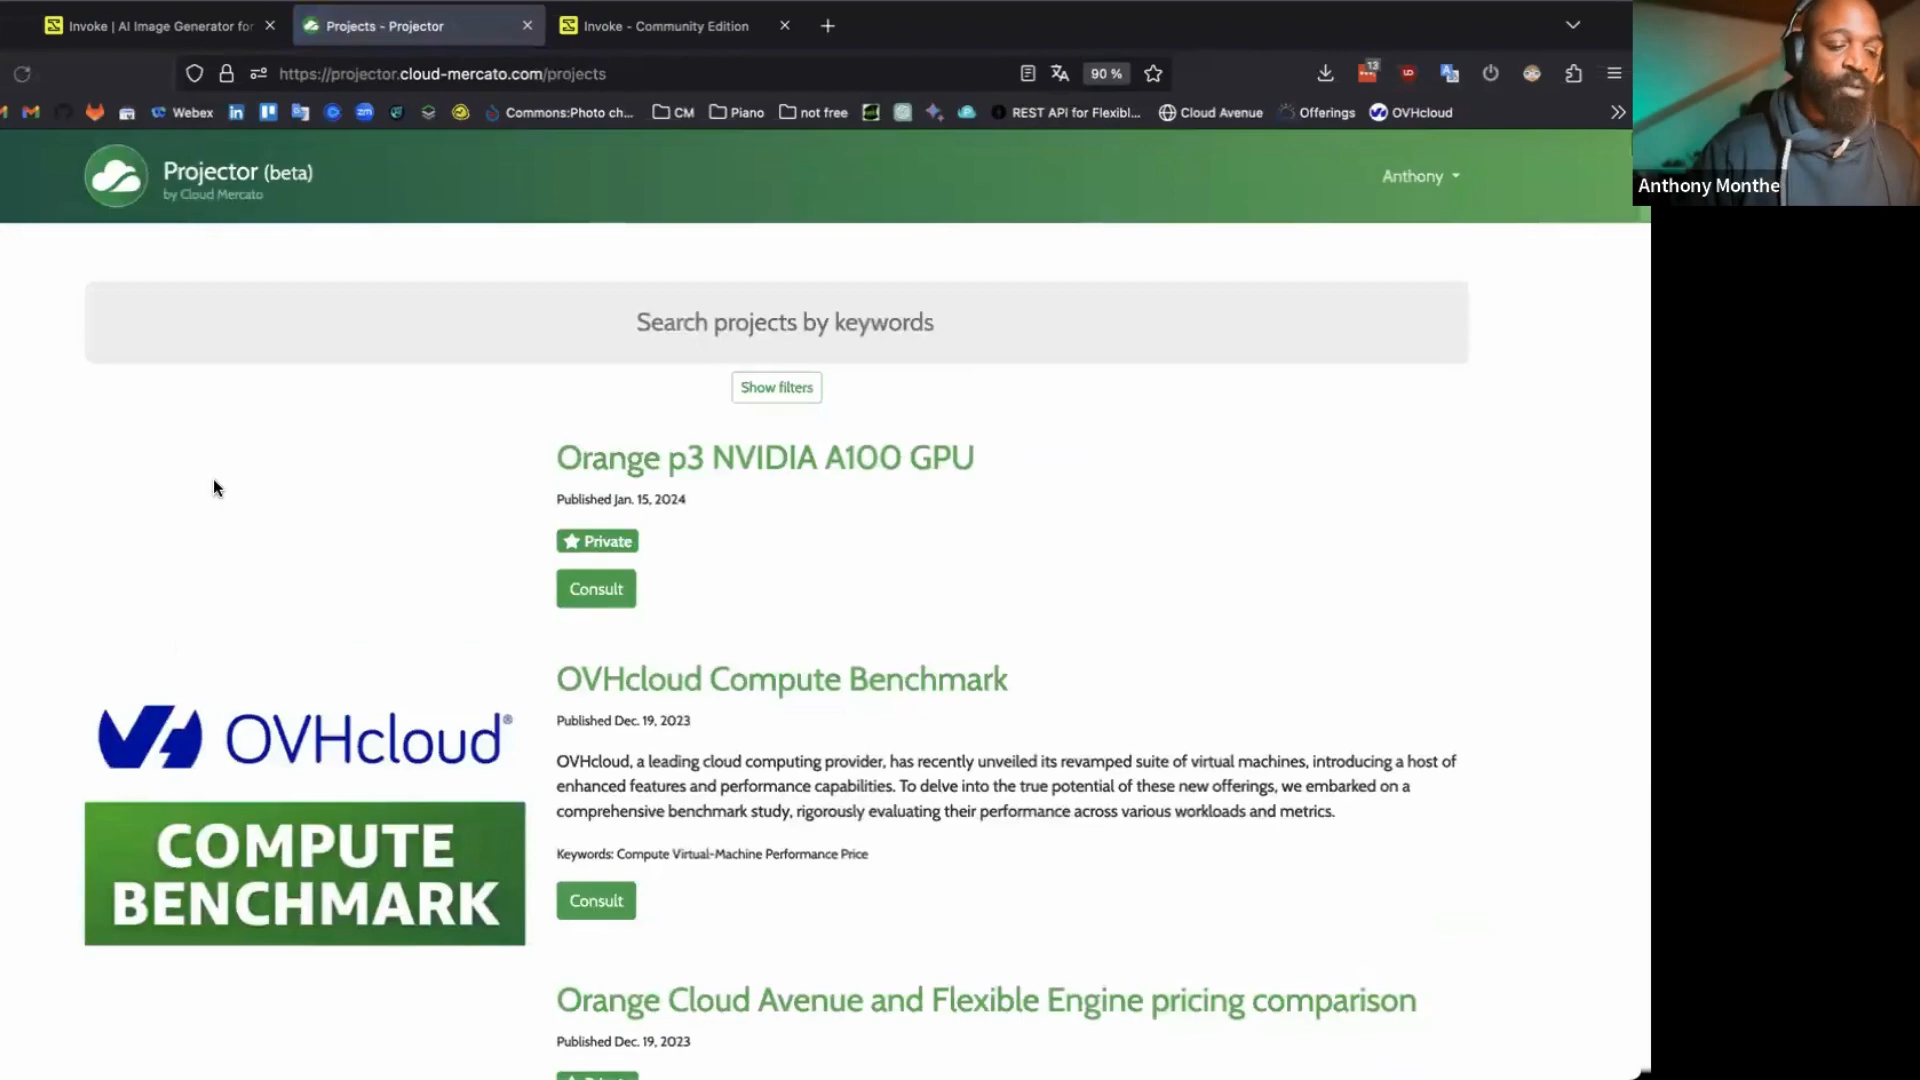 Invoke | AI Image Generator for
Projects - Projector
Invoke - Community Edition
https://projector.cloud-mercato.com/projects
90 %
13
Webex
Commons:Photo ch...
CM
Piano
not free
REST API for Flexibl...
Cloud Avenue
Offerings
OVHcloud
Projector (beta)
by Cloud Mercato
Anthony
Anthony Monthe
Search projects by keywords
Show filters
Orange p3 NVIDIA A100 GPU
Published Jan. 15, 2024
Private
Consult
OVHcloud®
COMPUTE
BENCHMARK
OVHcloud Compute Benchmark
Published Dec. 19, 2023
OVHcloud, a leading cloud computing provider, has recently unveiled its revamped suite of virtual machines, introducing a host of
enhanced features and performance capabilities. To delve into the true potential of these new offerings, we embarked on a
comprehensive benchmark study, rigorously evaluating their performance across various workloads and metrics.
Keywords: Compute Virtual-Machine Performance Price
Consult
Orange Cloud Avenue and Flexible Engine pricing comparison
Published Dec. 19, 2023